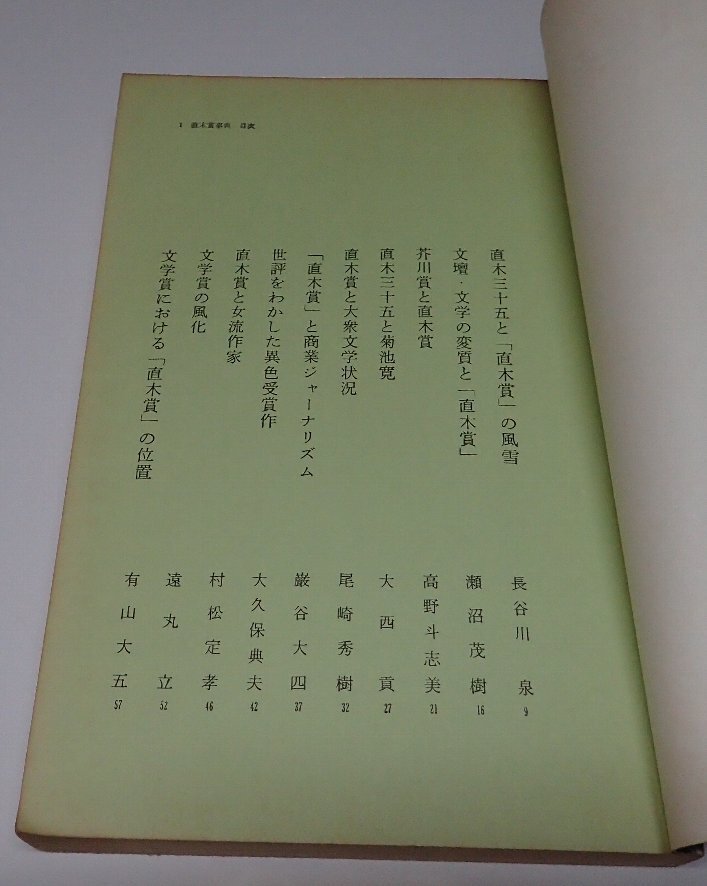 1 直木賞事典 目次
直木三十五と「直木賞」の風雪 長谷川泉 9
文壇・文学の変質と「直木賞」 瀬沼茂樹 16
芥川賞と直木賞 高野斗志美 21
直木三十五と菊池寛 大西貢 27
直木賞と大衆文学状況 尾崎秀樹 32
「直木賞」と商業ジャーナリズム 巌谷大四 37
世評をわかした異色受賞作 大久保典夫 42
直木賞と女流作家 村松定孝 46
文学賞の風化 遠丸立 52
文学賞における「直木賞」の位置 有山大五 57